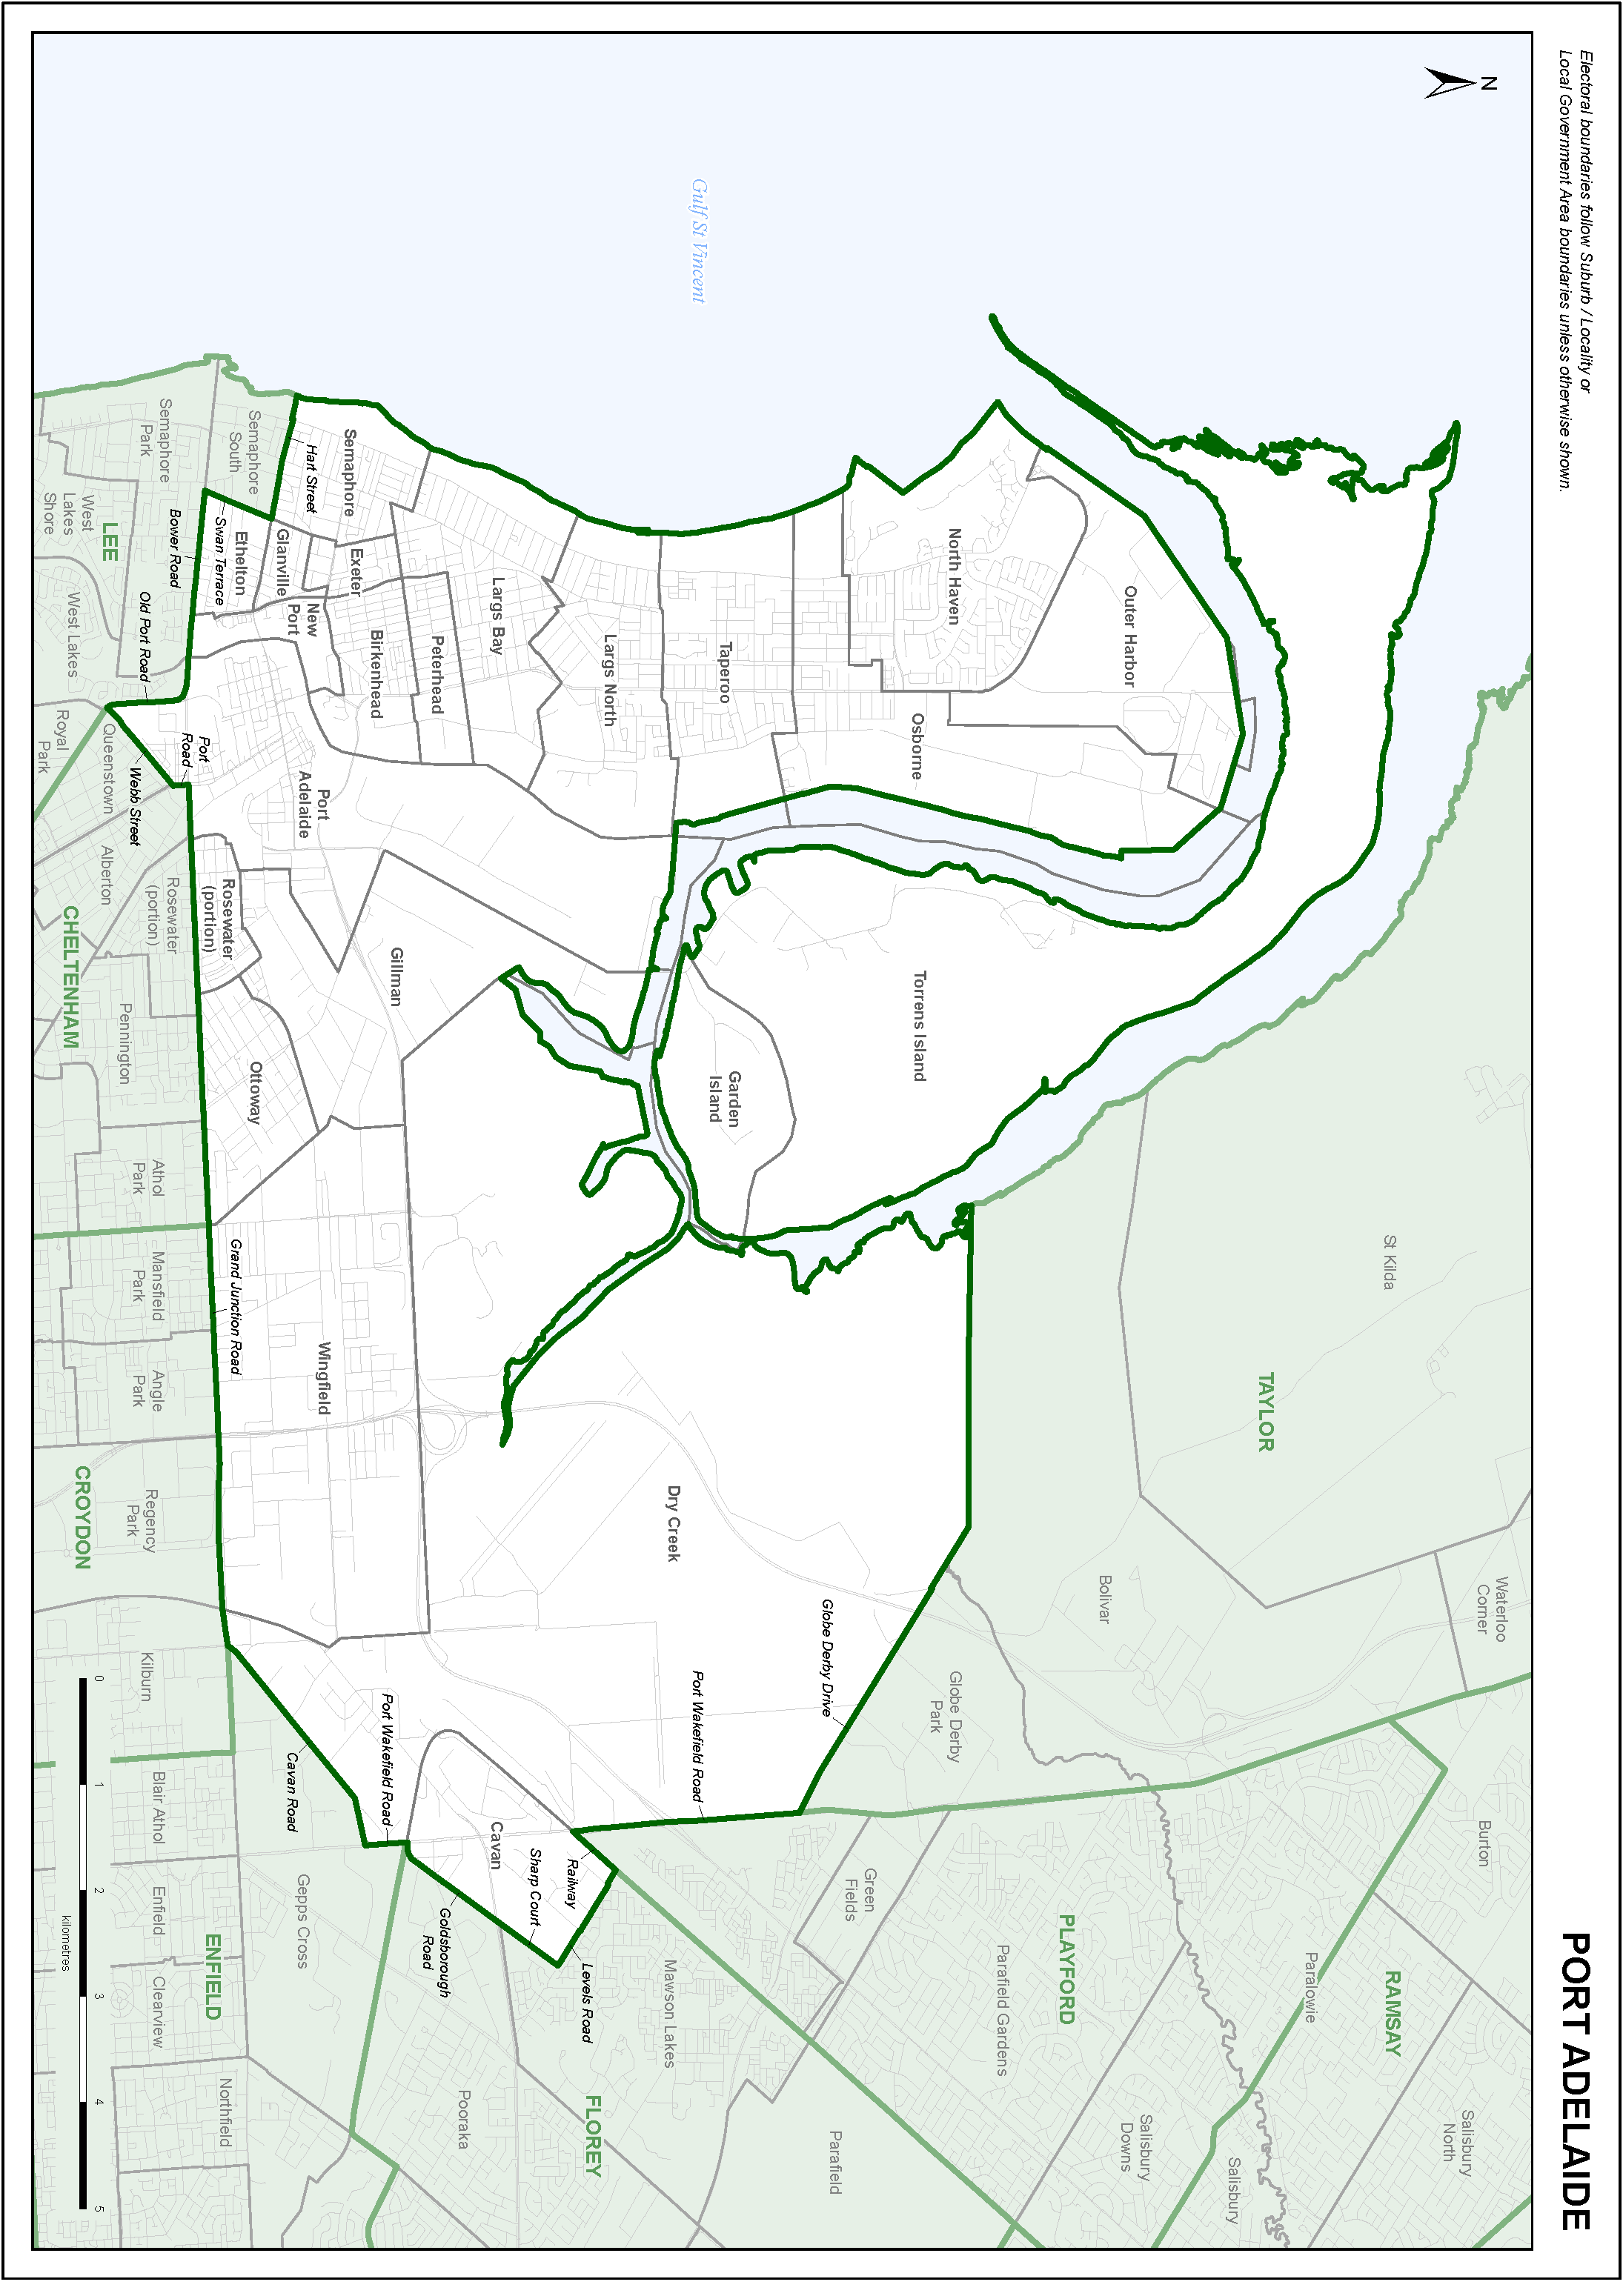 PORT ADELAIDE
Electoral boundaries follow Suburb / Locality or
Local Government Area boundaries unless otherwise shown.
N
Gulf St Vincent
Waterloo
Corner
Burton
Salisbury
North
St Kilda
RAMSAY
TAYLOR
Paralowie
Salisbury
Outer Harbor
Bolivar
Salisbury
Downs
PLAYFORD
Parafield Gardens
North Haven
Globe Derby
Park
Osborne
Torrens Island
Green
Fields
Globe Derby Drive
Parafield
Taperoo
Garden
Island
Port Wakefield Road
Dry Creek
Mawson Lakes
Largs North
FLOREY
Levels Road
Railway
Sharp Court
Largs Bay
Cavan
Pooraka
Peterhead
Goldsborough
Road
Gillman
Port Wakefield Road
Birkenhead
Exeter
Semaphore
Hart Street
New
Port
Port
Adelaide
Wingfield
Cavan Road
Gepps Cross
Glanville
Ottoway
Semaphore
South
Ethelton
Swan Terrace
Rosewater
(portion)
Grand Junction Road
ENFIELD
Northfield
Port
Road
Bower Road
Rosewater
(portion)
Semaphore
Park
Old Port Road
Webb Street
Pennington
Athol
Park
Mansfield
Park
Angle
Park
Regency
Park
Kilburn
Blair Athol
Enfield
Clearview
LEE
Queenstown
Alberton
West
Lakes
Shore
West Lakes
Royal
Park
CHELTENHAM
CROYDON
0
1
2
3
4
5
kilometres